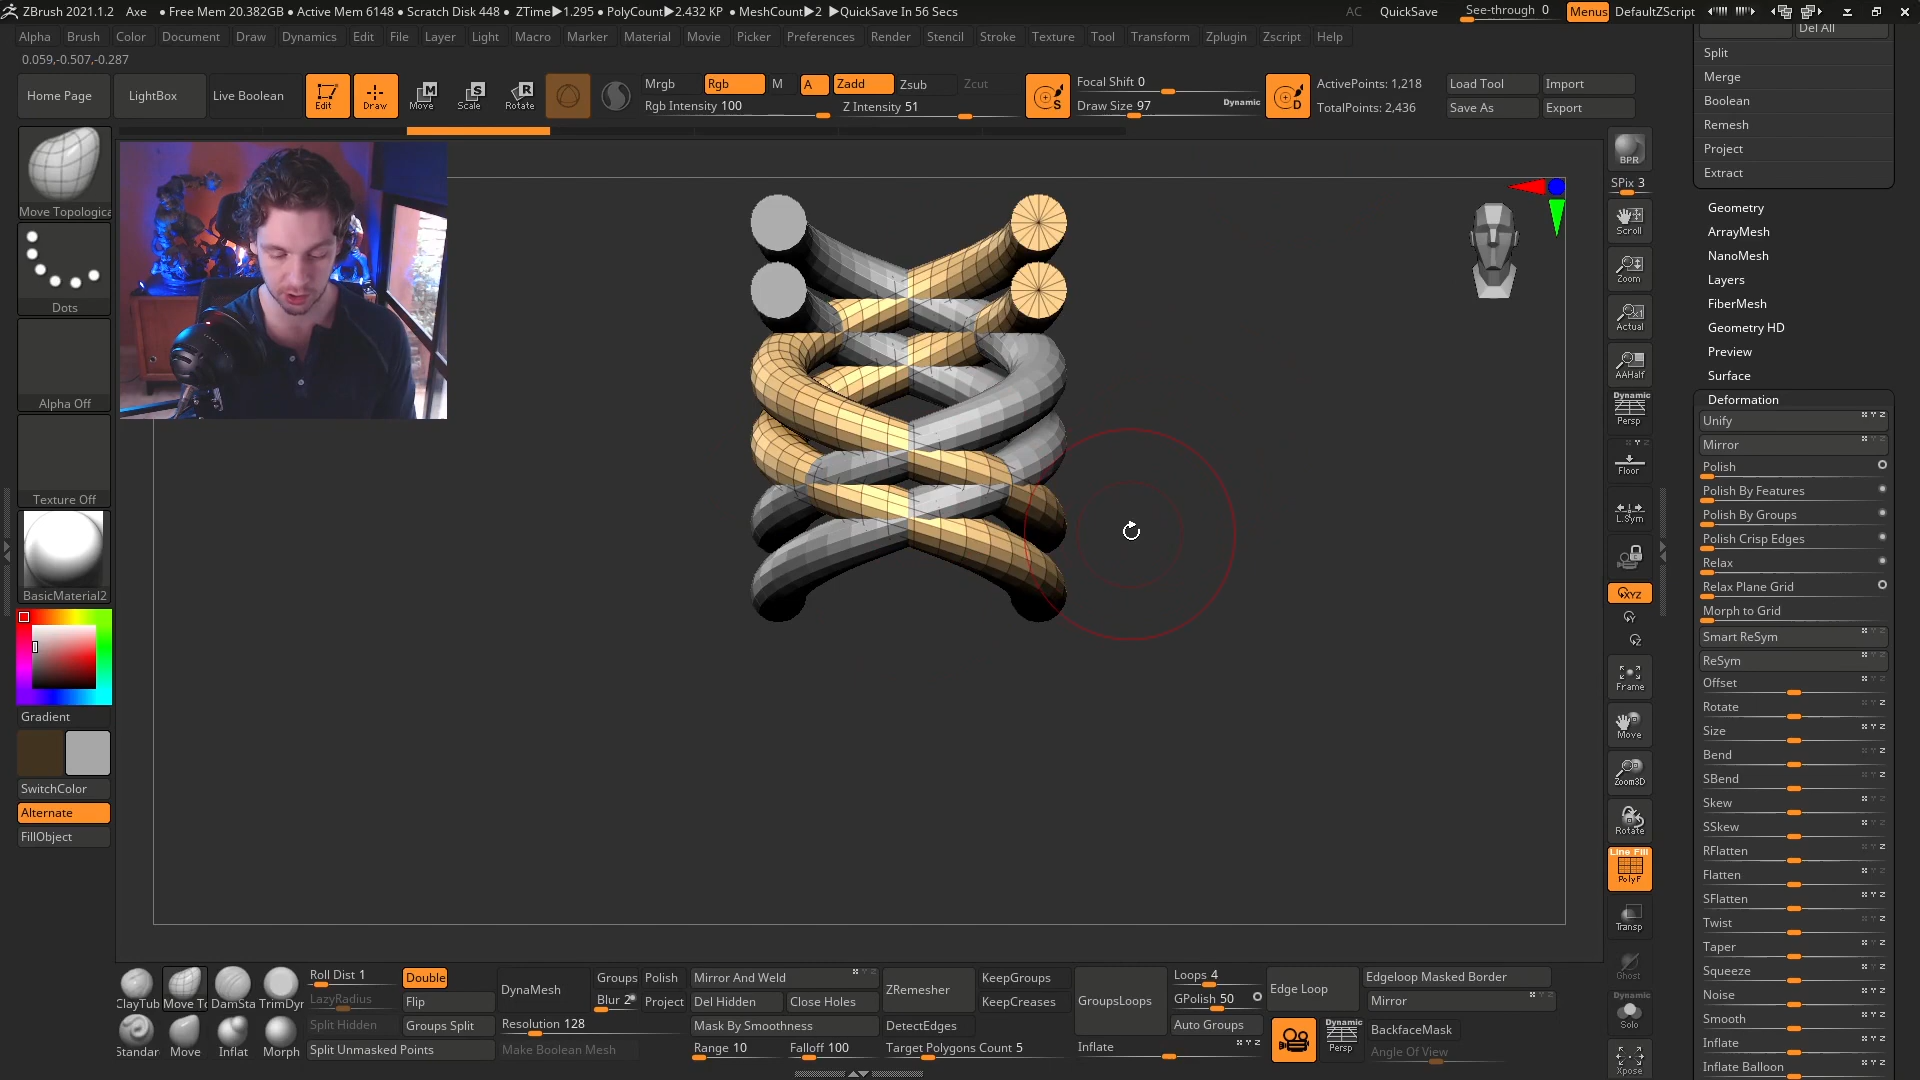 ZBrush 2021.1.2 Axe ● Free Mem 20.382GB ● Active Mem 6148 ● Scratch Disk 448 ● ZTime▶1.295 ● PolyCount▶2.432 KP ● MeshCount▶2 ▶QuickSave In 56 Secs AC QuickSave See-through 0 Menus DefaultZScript
Alpha Brush Color Document Draw Dynamics Edit File Layer Light Macro Marker Material Movie Picker Preferences Render Stencil Stroke Texture Tool Transform Zplugin Zscript Help
0.059,-0.507,-0.287
Home Page LightBox Live Boolean Edit Draw Move Scale Rotate
Mrgb Rgb M A Zadd Zsub Zcut
Rgb Intensity 100 Z Intensity 51
Focal Shift 0
Draw Size 97 Dynamic
ActivePoints: 1,218
TotalPoints: 2,436
Load Tool Import
Save As Export
Move Topologica
Dots
Alpha Off
Texture Off
BasicMaterial2
Gradient
SwitchColor
Alternate
FillObject
BPR
SPix 3
Scroll
Zoom
Actual
AAHalf
Dynamic
Persp
Floor
L.Sym
XYZ
Y
Z
Frame
Move
Zoom3D
Rotate
Line Fill
PolyF
Transp
Ghost
Dynamic
Solo
Xpose
Del All
Split
Merge
Boolean
Remesh
Project
Extract
Geometry
ArrayMesh
NanoMesh
Layers
FiberMesh
Geometry HD
Preview
Surface
Deformation
Unify
Mirror
Polish
Polish By Features
Polish By Groups
Polish Crisp Edges
Relax
Relax Plane Grid
Morph to Grid
Smart ReSym
ReSym
Offset
Rotate
Size
Bend
SBend
Skew
SSkew
RFlatten
Flatten
SFlatten
Twist
Taper
Squeeze
Noise
Smooth
Inflate
Inflate Balloon
ClayTub Move To DamSta TrimDyr
Standar Move Inflat Morph
Roll Dist 1 Double
LazyRadius Flip
Split Hidden Groups Split
Split Unmasked Points
DynaMesh Groups Polish
Blur 2 Project
Resolution 128
Make Boolean Mesh
Mirror And Weld
Del Hidden Close Holes
Mask By Smoothness
Range 10 Falloff 100
ZRemesher KeepGroups
KeepCreases
DetectEdges
Target Polygons Count 5
GroupsLoops Loops 4
GPolish 50
Auto Groups
Inflate
Edge Loop Edgeloop Masked Border
Mirror
Dynamic
Persp
BackfaceMask
Angle Of View